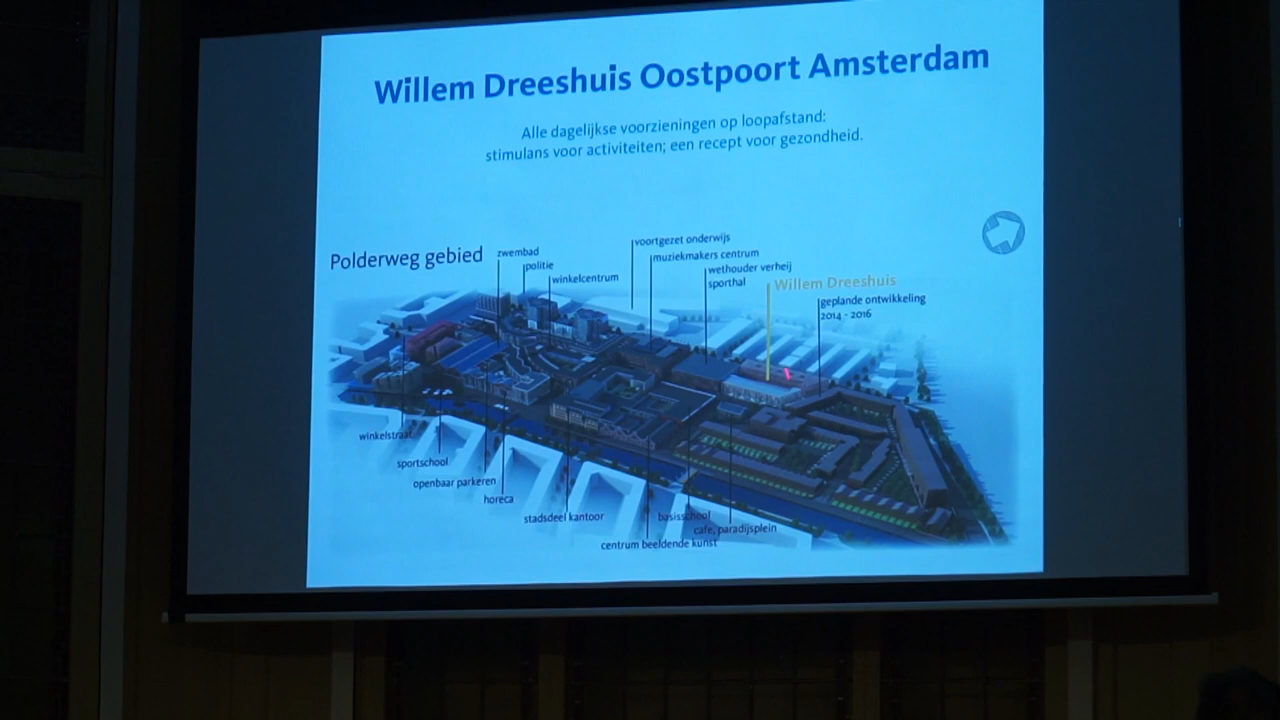 Willem Dreeshuis Oostpoort Amsterdam
Alle dagelijkse voorzieningen op loopafstand:
stimulans voor activiteiten; een recept voor gezondheid.
Polderweg gebied
zwembad
politie
winkelcentrum
voortgezet onderwijs
muziekmakers centrum
wethouder verheij
sporthal
Willem Dreeshuis
geplande ontwikkeling
2014 - 2016
winkelstraat
sportschool
openbaar parkeren
horeca
stadsdeel kantoor
basisschool
cafe, paradijsplein
centrum beeldende kunst